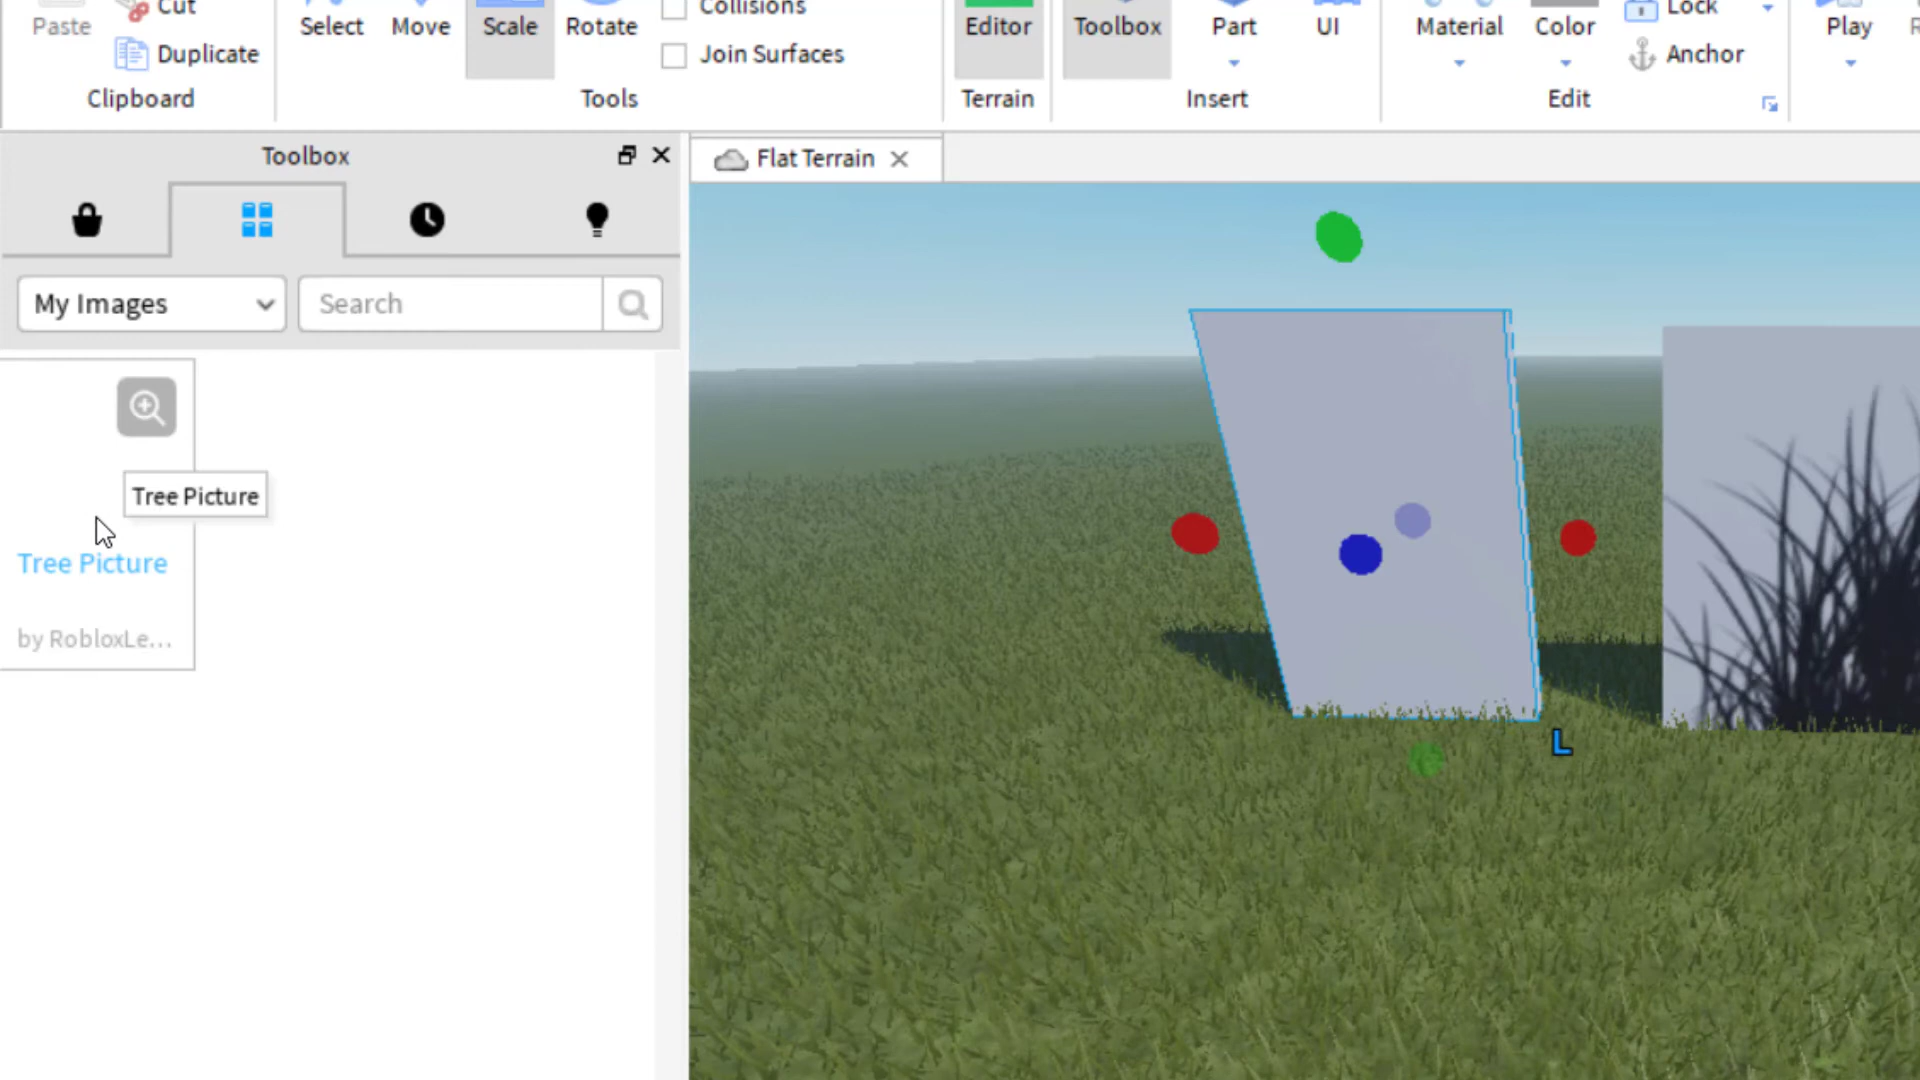 Cut
Collisions
Lock
Paste
Select
Move
Scale
Rotate
Editor
Toolbox
Part
UI
Material
Color
Play
Duplicate
Join Surfaces
Anchor
Clipboard
Tools
Terrain
Insert
Edit
Toolbox
Flat Terrain
My Images
Search
Tree Picture
Tree Picture
by RobloxLe...
L